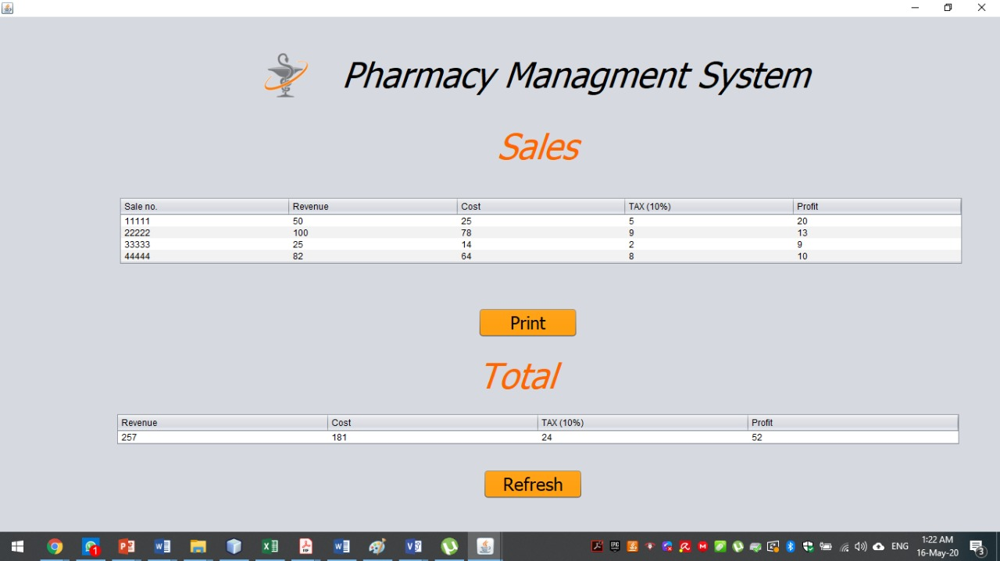 Pharmacy Managment System
Sales
Sale no. Revenue Cost TAX (10%) Profit
11111 50 25 5 20
22222 100 78 9 13
33333 25 14 2 9
44444 82 64 8 10
Print
Total
Revenue Cost TAX (10%) Profit
257 181 24 52
Refresh
1:22 AM
ENG
16-May-20